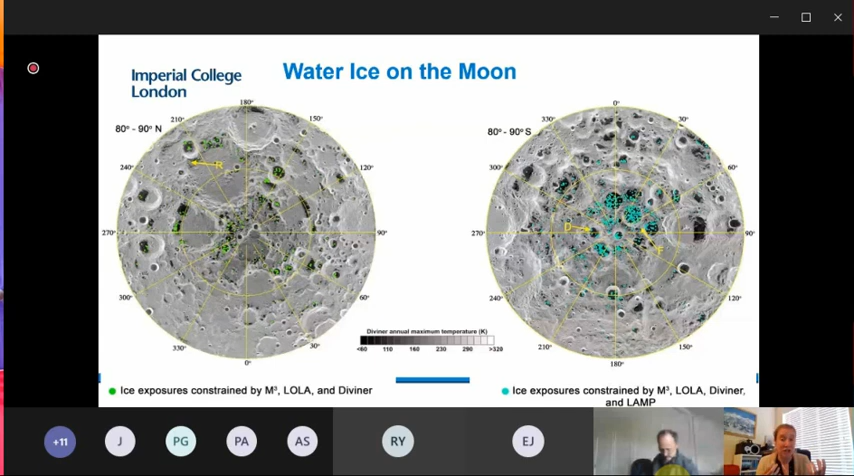 Imperial College
London
Water Ice on the Moon
80° - 90° N
180°
150°
120°
90°
60°
30°
0°
330°
300°
270°
240°
210°
80° - 90° S
0°
30°
60°
90°
120°
150°
180°
210°
240°
270°
300°
330°
R
D
F
Diviner annual maximum temperature (K)
<60 110 160 230 290 >320
Ice exposures constrained by M³, LOLA, and Diviner
Ice exposures constrained by M³, LOLA, Diviner,
and LAMP
+11
J
PG
PA
AS
RY
EJ